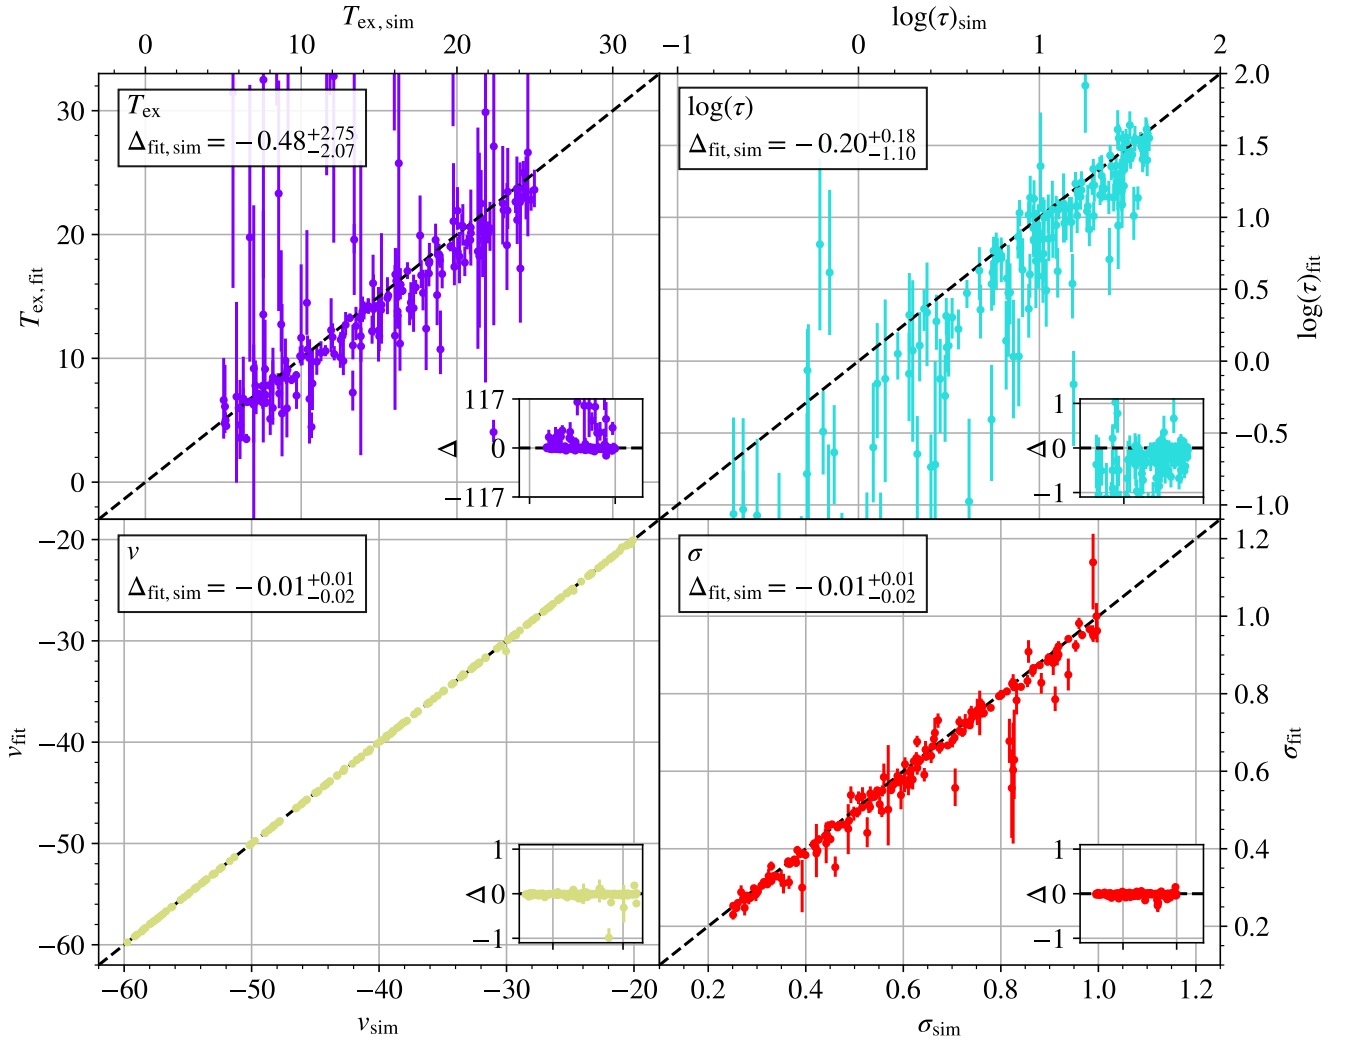 T_ex, sim
log(τ)_sim
0 10 20 30
−1 0 1 2
T_ex
Δ_fit, sim = −0.48 +2.75 −2.07
log(τ)
Δ_fit, sim = −0.20 +0.18 −1.10
30
20
10
0
T_ex, fit
2.0
1.5
1.0
0.5
0.0
−0.5
−1.0
log(τ)_fit
117
Δ 0
−117
1
Δ 0
−1
v
Δ_fit, sim = −0.01 +0.01 −0.02
σ
Δ_fit, sim = −0.01 +0.01 −0.02
−20
−30
−40
−50
−60
v_fit
1.2
1.0
0.8
0.6
0.4
0.2
σ_fit
1
Δ 0
−1
1
Δ 0
−1
−60 −50 −40 −30 −20
0.2 0.4 0.6 0.8 1.0 1.2
v_sim
σ_sim